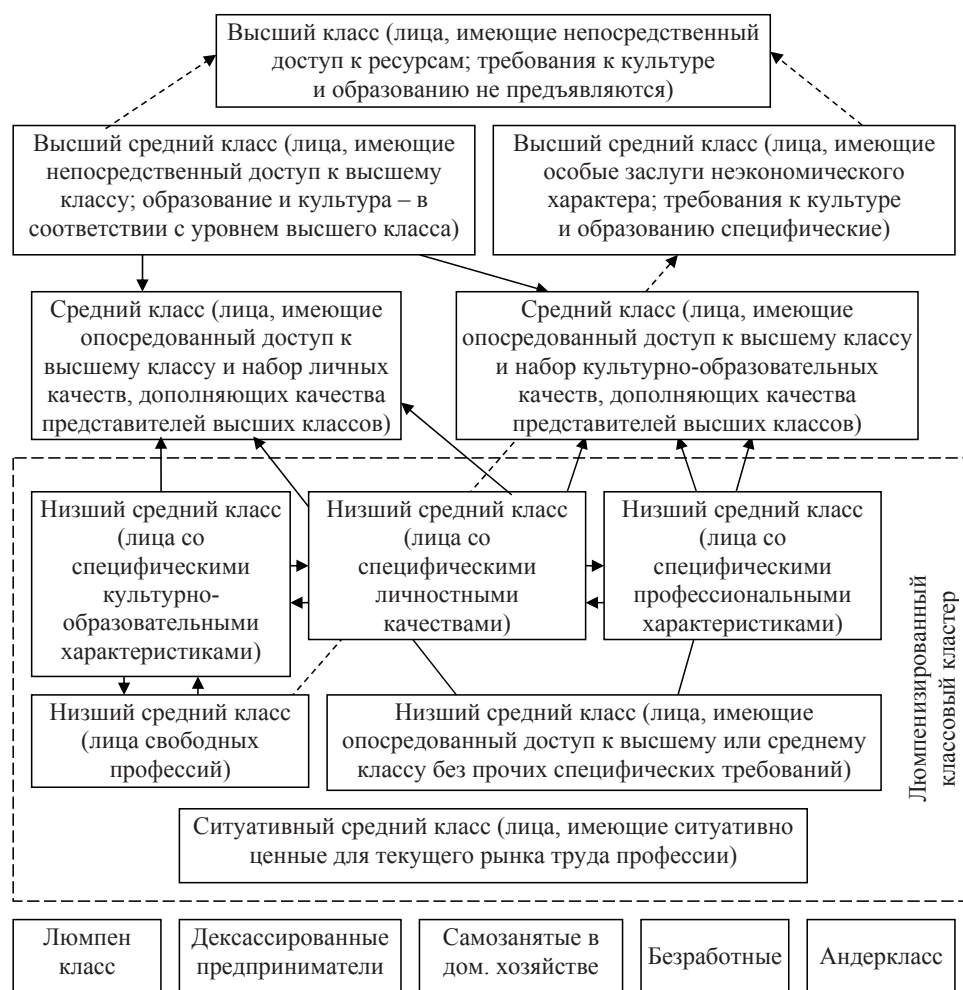 Высший класс (лица, имеющие непосредственный
доступ к ресурсам; требования к культуре
и образованию не предъявляются)
Высший средний класс (лица, имеющие
непосредственный доступ к высшему
классу; образование и культура – в
соответствии с уровнем высшего класса)
Высший средний класс (лица, имеющие
особые заслуги неэкономического
характера; требования к культуре
и образованию специфические)
Средний класс (лица, имеющие
опосредованный доступ к
высшему классу и набор личных
качеств, дополняющих качества
представителей высших классов)
Средний класс (лица, имеющие
опосредованный доступ к высшему классу
и набор культурно-образовательных
качеств, дополняющих качества
представителей высших классов)
Низший средний класс
(лица со
специфическими
культурно-
образовательными
характеристиками)
Низший средний класс
(лица со
специфическими
личностными
качествами)
Низший средний класс
(лица со
специфическими
профессиональными
характеристиками)
Низший средний класс
(лица свободных
профессий)
Низший средний класс (лица, имеющие
опосредованный доступ к высшему или среднему
классу без прочих специфических требований)
Ситуативный средний класс (лица, имеющие ситуативно
ценные для текущего рынка труда профессии)
Люмпенизированный
классовый кластер
Люмпен
класс
Дексассированные
предприниматели
Самозанятые в
дом. хозяйстве
Безработные
Андеркласс